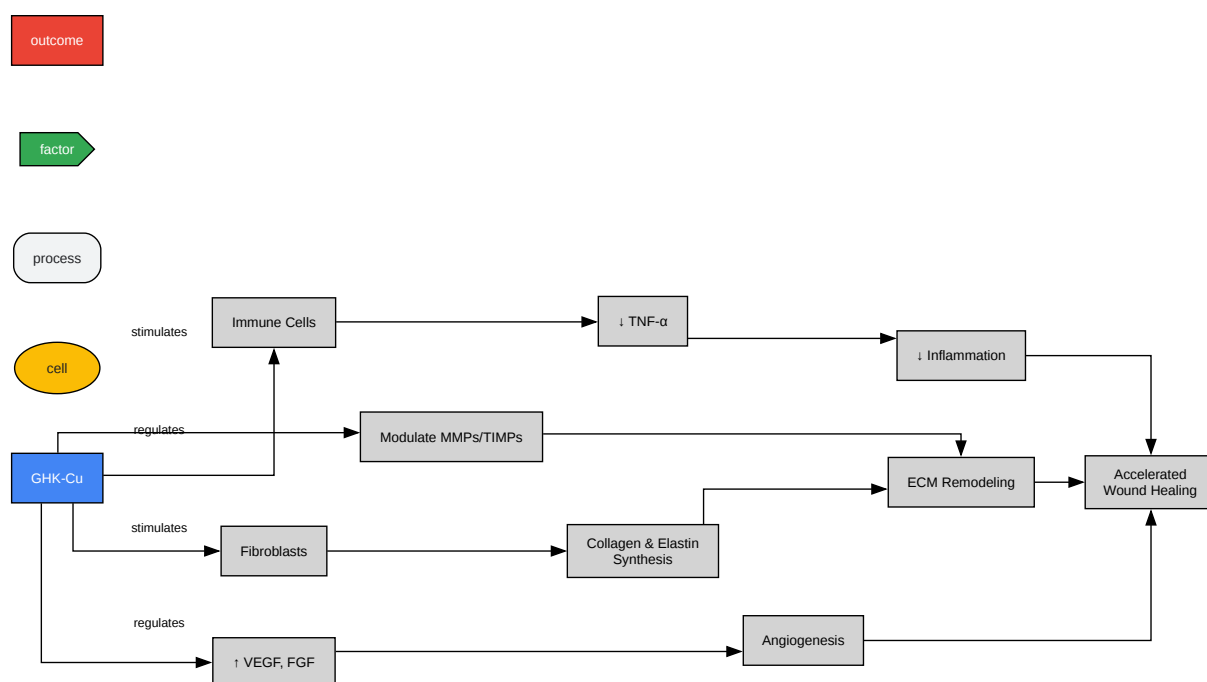 outcome
factor
process
cell
stimulates
Immune Cells
↓ TNF-α
↓ Inflammation
regulates
Modulate MMPs/TIMPs
GHK-Cu
ECM Remodeling
Accelerated
Wound Healing
stimulates
Fibroblasts
Collagen & Elastin
Synthesis
regulates
↑ VEGF, FGF
Angiogenesis